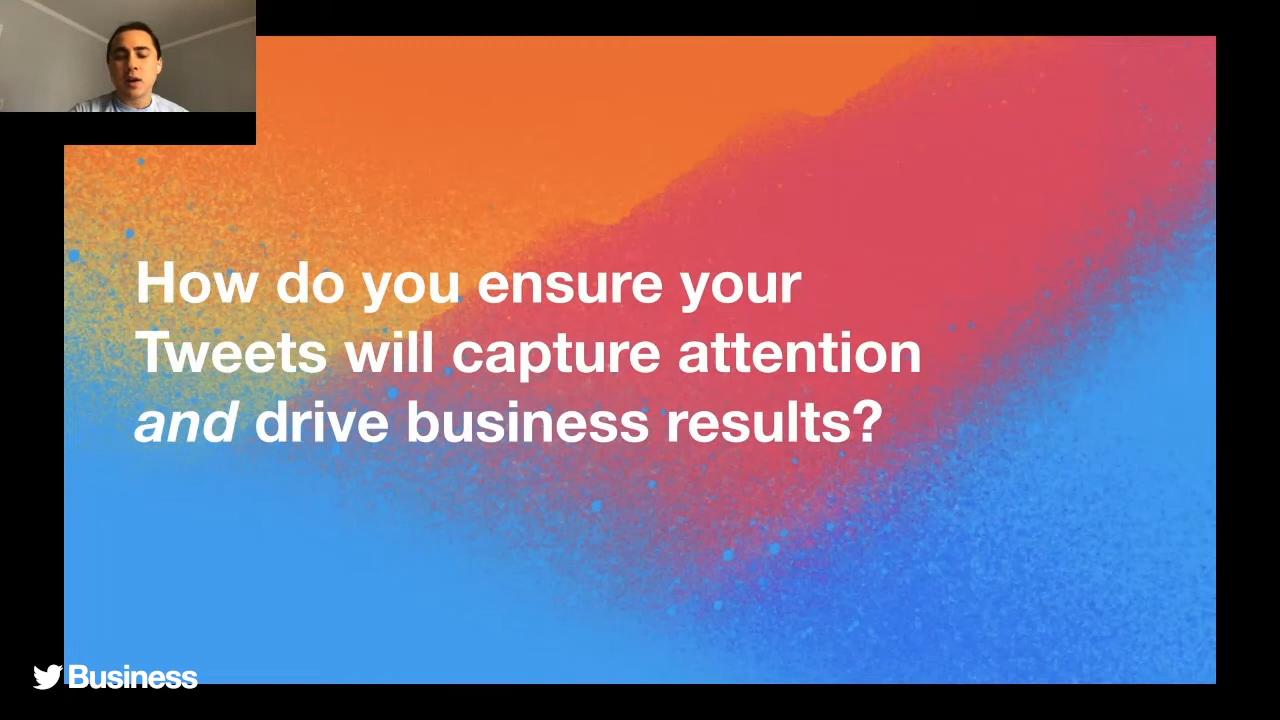 How do you ensure your
Tweets will capture attention
and drive business results?
Business